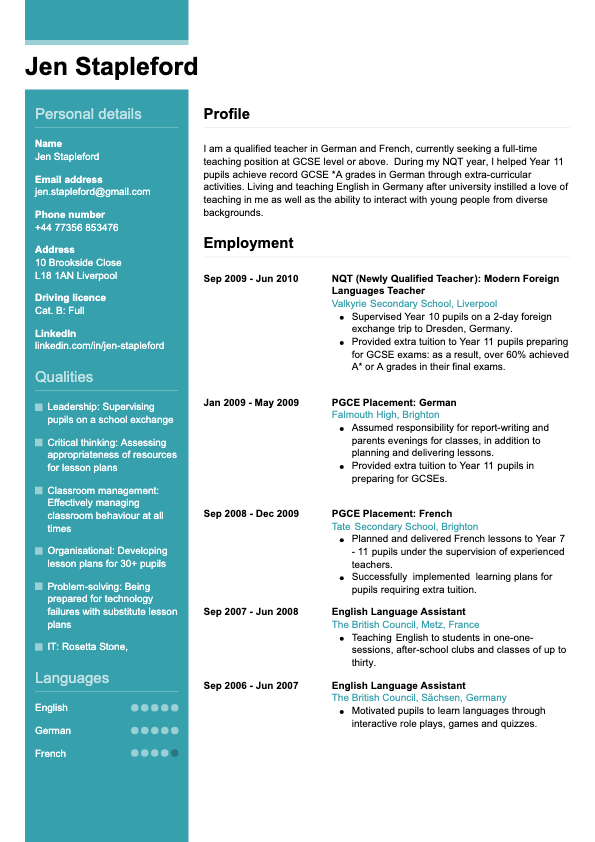 Jen Stapleford
Personal details
Name
Jen Stapleford
Email address
jen.stapleford@gmail.com
Phone number
+44 77356 853476
Address
10 Brookside Close
L18 1AN Liverpool
Driving licence
Cat. B: Full
LinkedIn
linkedin.com/in/jen-stapleford
Qualities
Leadership: Supervising
pupils on a school exchange
Critical thinking: Assessing
appropriateness of resources
for lesson plans
Classroom management:
Effectively managing
classroom behaviour at all
times
Organisational: Developing
lesson plans for 30+ pupils
Problem-solving: Being
prepared for technology
failures with substitute lesson
plans
IT: Rosetta Stone,
Languages
English
German
French
Profile
I am a qualified teacher in German and French, currently seeking a full-time
teaching position at GCSE level or above. During my NQT year, I helped Year 11
pupils achieve record GCSE *A grades in German through extra-curricular
activities. Living and teaching English in Germany after university instilled a love of
teaching in me as well as the ability to interact with young people from diverse
backgrounds.
Employment
Sep 2009 - Jun 2010
NQT (Newly Qualified Teacher): Modern Foreign
Languages Teacher
Valkyrie Secondary School, Liverpool
• Supervised Year 10 pupils on a 2-day foreign
exchange trip to Dresden, Germany.
• Provided extra tuition to Year 11 pupils preparing
for GCSE exams: as a result, over 60% achieved
A* or A grades in their final exams.
Jan 2009 - May 2009
PGCE Placement: German
Falmouth High, Brighton
• Assumed responsibility for report-writing and
parents evenings for classes, in addition to
planning and delivering lessons.
• Provided extra tuition to Year 11 pupils in
preparing for GCSEs.
Sep 2008 - Dec 2009
PGCE Placement: French
Tate Secondary School, Brighton
• Planned and delivered French lessons to Year 7
- 11 pupils under the supervision of experienced
teachers.
• Successfully implemented learning plans for
pupils requiring extra tuition.
Sep 2007 - Jun 2008
English Language Assistant
The British Council, Metz, France
• Teaching English to students in one-one-
sessions, after-school clubs and classes of up to
thirty.
Sep 2006 - Jun 2007
English Language Assistant
The British Council, Sächsen, Germany
• Motivated pupils to learn languages through
interactive role plays, games and quizzes.